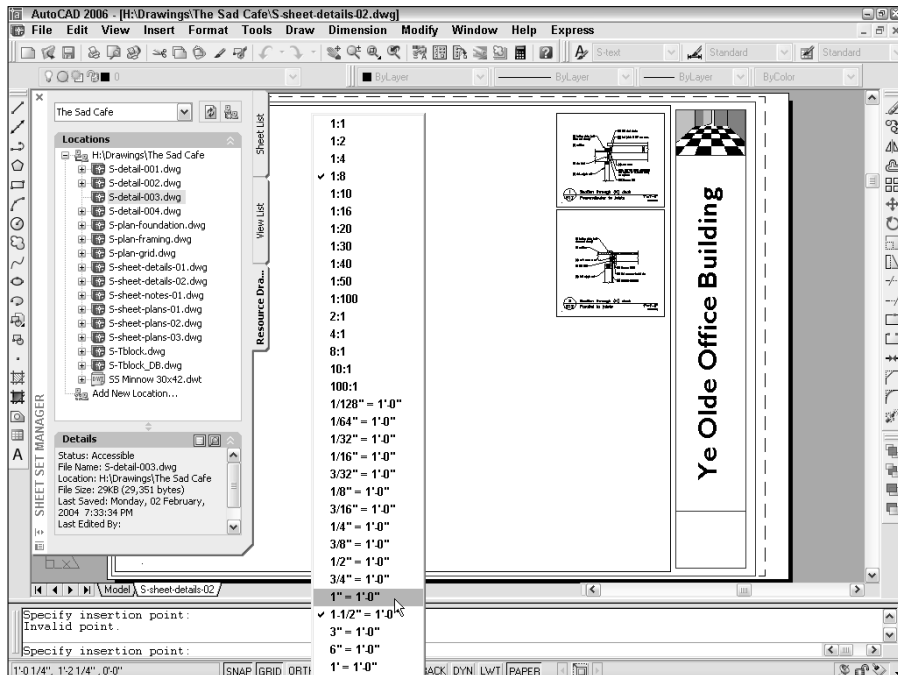 AutoCAD 2006 - [H:\Drawings\The Sad Cafe\S-sheet-details-02.dwg]
File Edit View Insert Format Tools Draw Dimension Modify Window Help Express
S-text Standard Standard
0 ByLayer ByLayer ByLayer ByColor
The Sad Cafe
Locations
H:\Drawings\The Sad Cafe
S-detail-001.dwg
S-detail-002.dwg
S-detail-003.dwg
S-detail-004.dwg
S-plan-foundation.dwg
S-plan-framing.dwg
S-plan-grid.dwg
S-sheet-details-01.dwg
S-sheet-details-02.dwg
S-sheet-notes-01.dwg
S-sheet-plans-01.dwg
S-sheet-plans-02.dwg
S-sheet-plans-03.dwg
S-Tblock.dwg
S-Tblock_DB.dwg
SS Minnow 30x42.dwt
Add New Location...
Details
Status: Accessible
File Name: S-detail-003.dwg
Location: H:\Drawings\The Sad Cafe
File Size: 29KB (29,351 bytes)
Last Saved: Monday, 02 February,
2004 7:33:34 PM
Last Edited By:
SHEET SET MANAGER
Sheet List
View List
Resource Dra...
1:1
1:2
1:4
1:8
1:10
1:16
1:20
1:30
1:40
1:50
1:100
2:1
4:1
8:1
10:1
100:1
1/128" = 1'-0"
1/64" = 1'-0"
1/32" = 1'-0"
1/16" = 1'-0"
3/32" = 1'-0"
1/8" = 1'-0"
3/16" = 1'-0"
1/4" = 1'-0"
3/8" = 1'-0"
1/2" = 1'-0"
3/4" = 1'-0"
1" = 1'-0"
1-1/2" = 1'-0"
3" = 1'-0"
6" = 1'-0"
1' = 1'-0"
Ye Olde Office Building
Model S-sheet-details-02
Specify insertion point:
Invalid point.
Specify insertion point:
1'-0 1/4", 1'-2 1/4", 0'-0" SNAP GRID DYN LWT PAPER